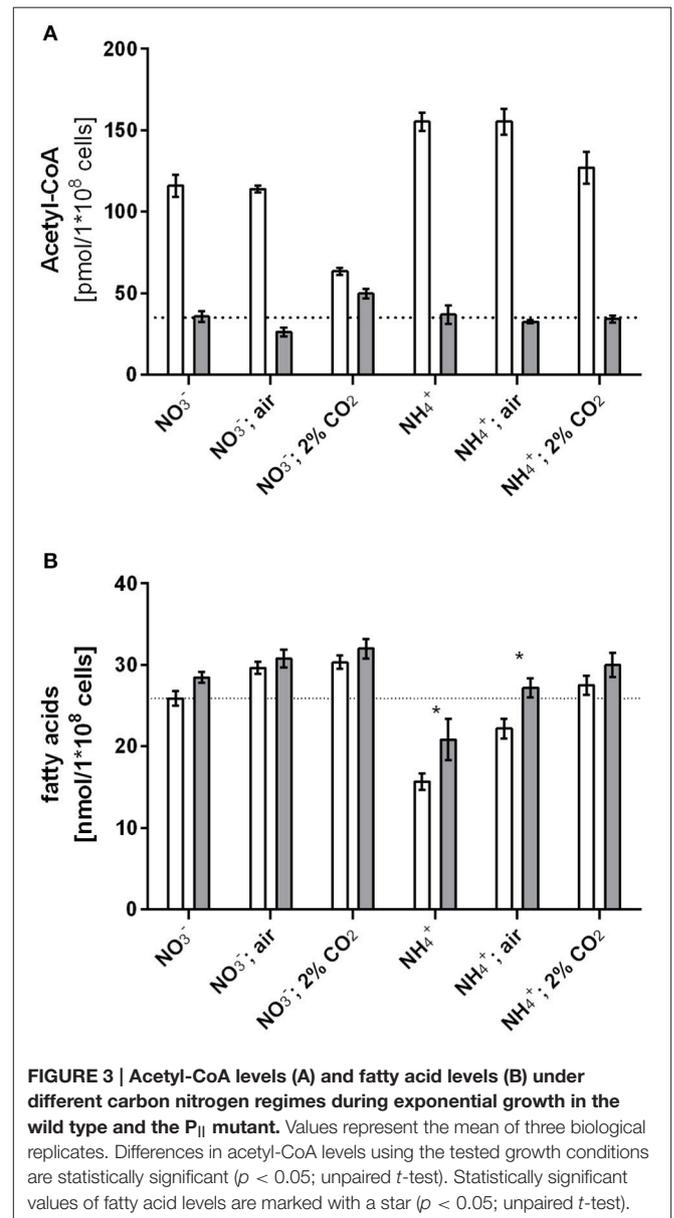 A
200
150
100
50
0
Acetyl-CoA
[pmol/1*10⁸ cells]
NO₃⁻
NO₃⁻; air
NO₃⁻; 2% CO₂
NH₄⁺
NH₄⁺; air
NH₄⁺; 2% CO₂
B
40
30
20
10
0
fatty acids
[nmol/1*10⁸ cells]
*
*
NO₃⁻
NO₃⁻; air
NO₃⁻; 2% CO₂
NH₄⁺
NH₄⁺; air
NH₄⁺; 2% CO₂
FIGURE 3 | Acetyl-CoA levels (A) and fatty acid levels (B) under
different carbon nitrogen regimes during exponential growth in the
wild type and the P_II mutant. Values represent the mean of three biological
replicates. Differences in acetyl-CoA levels using the tested growth conditions
are statistically significant (p < 0.05; unpaired t-test). Statistically significant
values of fatty acid levels are marked with a star (p < 0.05; unpaired t-test).